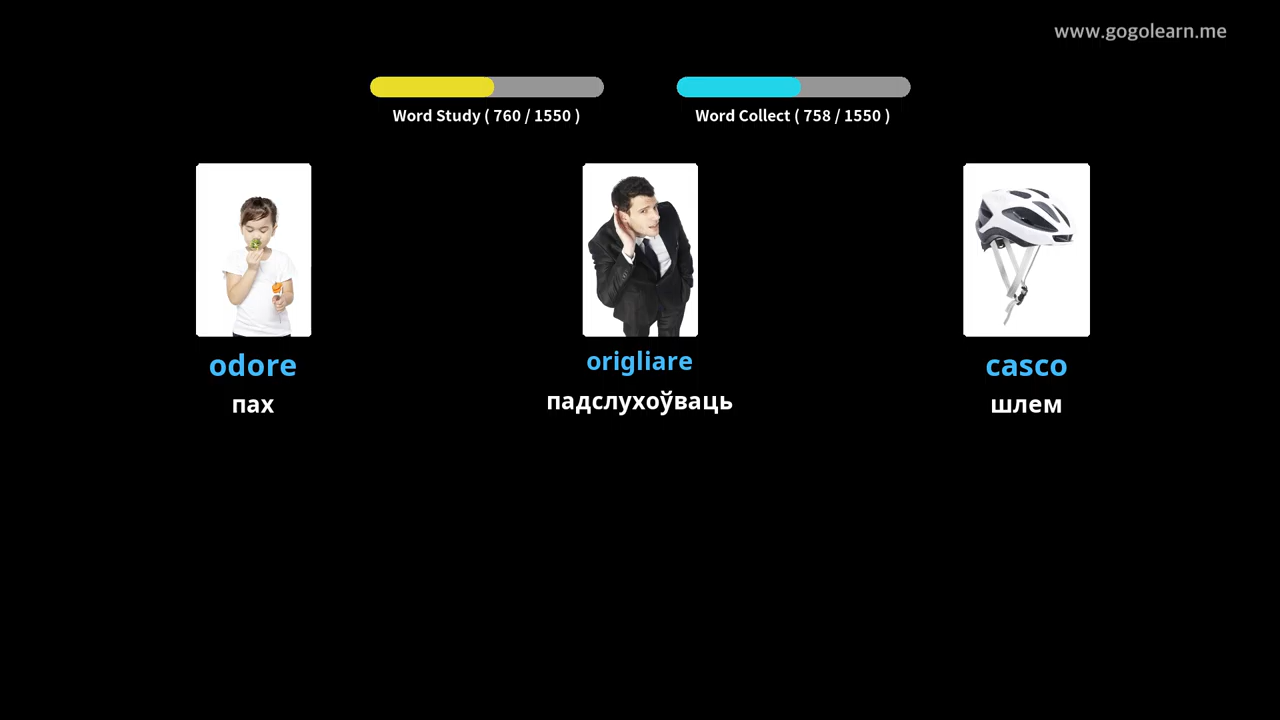 www.gogolearn.me
Word Study ( 760 / 1550 )
Word Collect ( 758 / 1550 )
odore
origliare
casco
пах
падслухоўваць
шлем